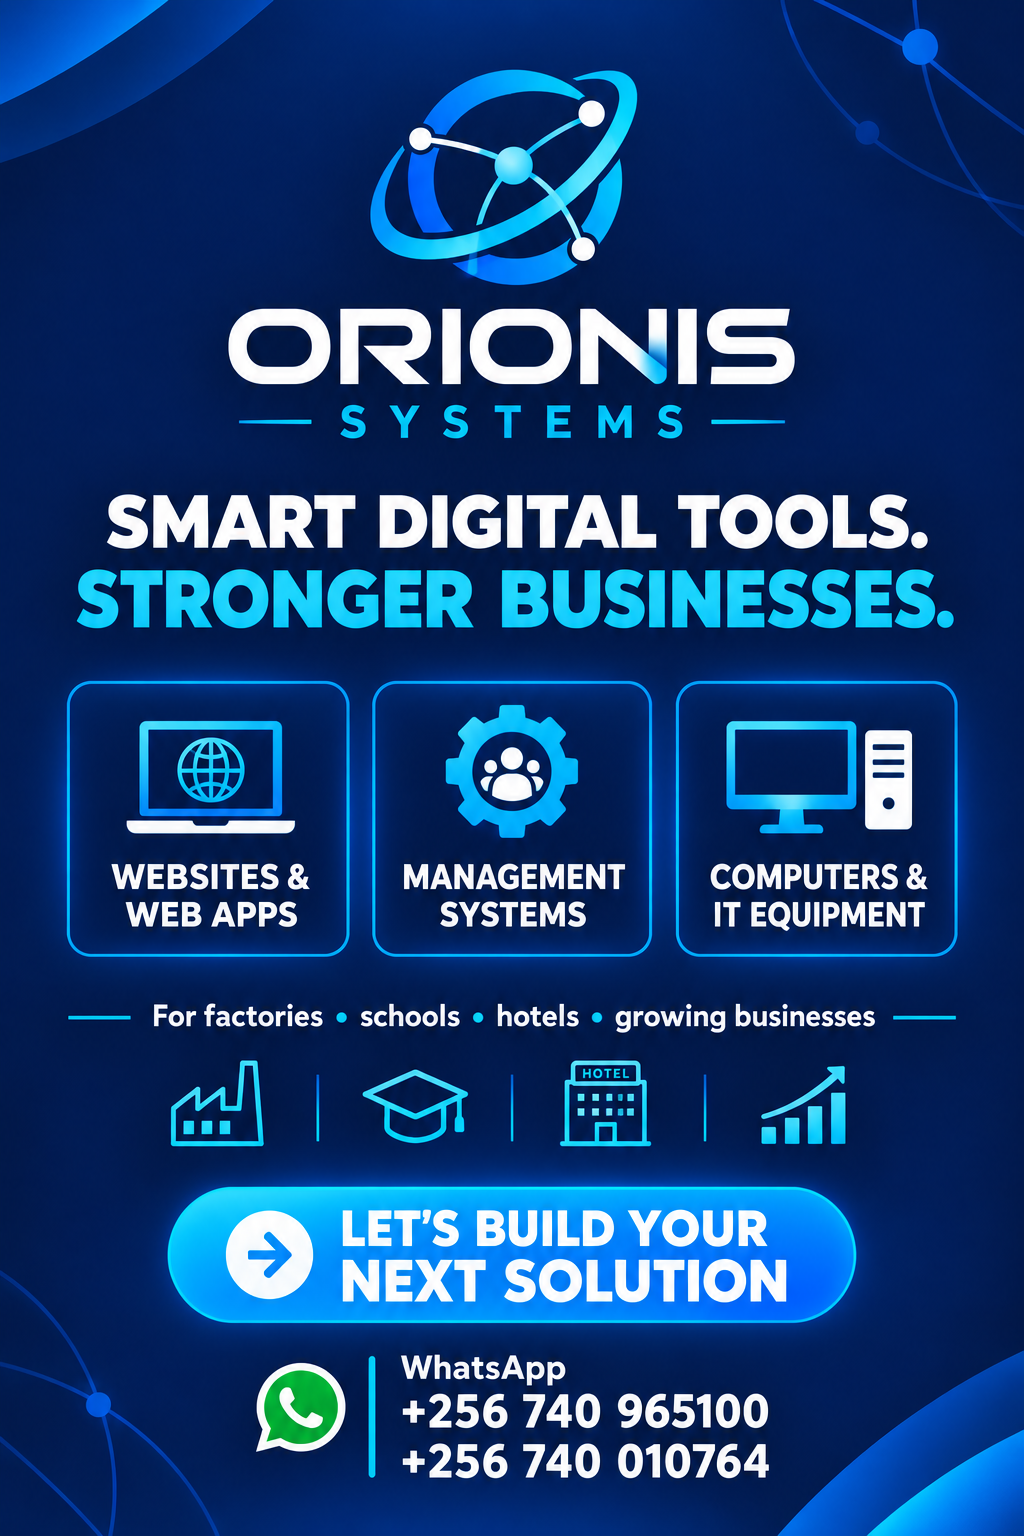 ORIONIS
SYSTEMS
SMART DIGITAL TOOLS.
STRONGER BUSINESSES.
WEBSITES &
WEB APPS
MANAGEMENT
SYSTEMS
COMPUTERS &
IT EQUIPMENT
For factories • schools • hotels • growing businesses
HOTEL
LET'S BUILD YOUR
NEXT SOLUTION
WhatsApp
+256 740 965100
+256 740 010764